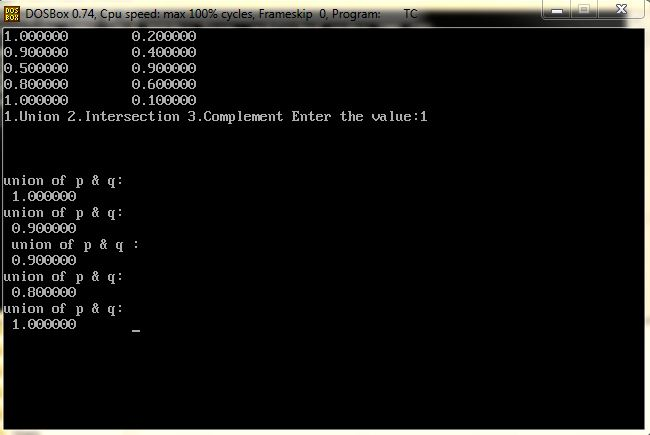 DOS BOX DOSBox 0.74, Cpu speed: max 100% cycles, Frameskip 0, Program: TC
1.000000 0.200000
0.900000 0.400000
0.500000 0.900000
0.800000 0.600000
1.000000 0.100000
1.Union 2.Intersection 3.Complement Enter the value:1
union of p & q:
1.000000
union of p & q:
0.900000
union of p & q :
0.900000
union of p & q:
0.800000
union of p & q:
1.000000 _